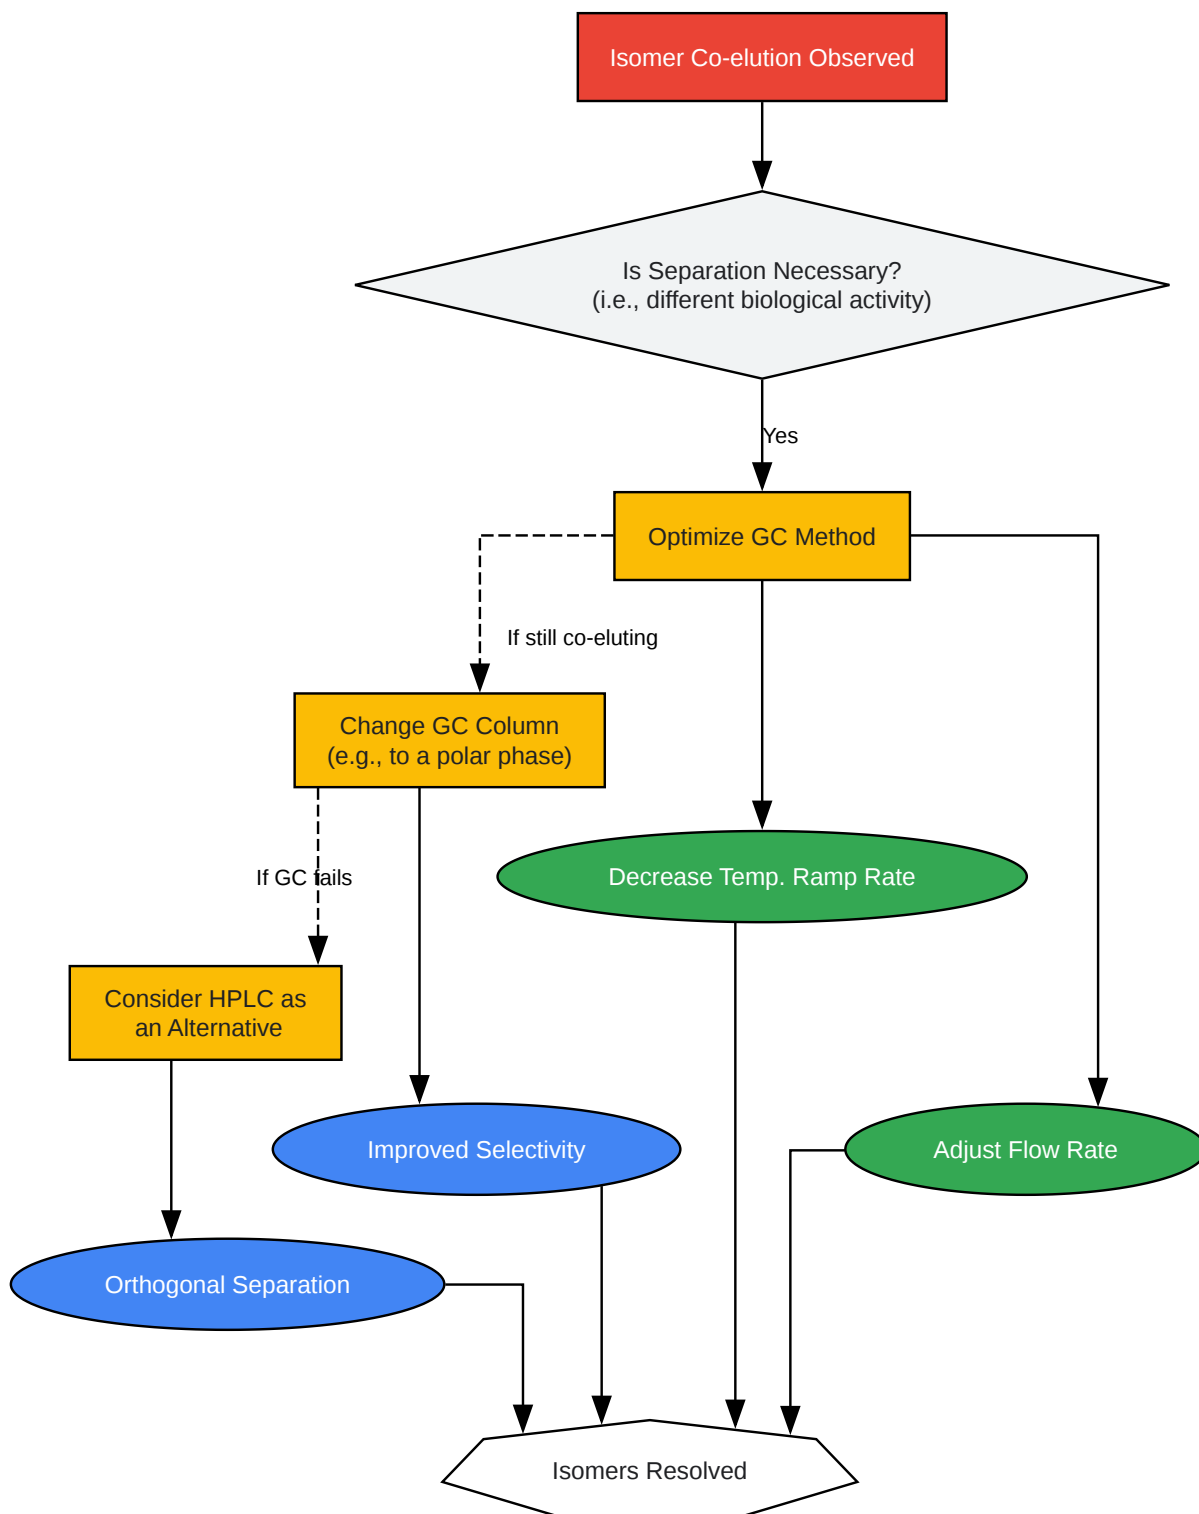 Isomer Co-elution Observed
Is Separation Necessary?
(i.e., different biological activity)
Yes
Optimize GC Method
If still co-eluting
Change GC Column
(e.g., to a polar phase)
If GC fails
Decrease Temp. Ramp Rate
Consider HPLC as
an Alternative
Improved Selectivity
Adjust Flow Rate
Orthogonal Separation
Isomers Resolved